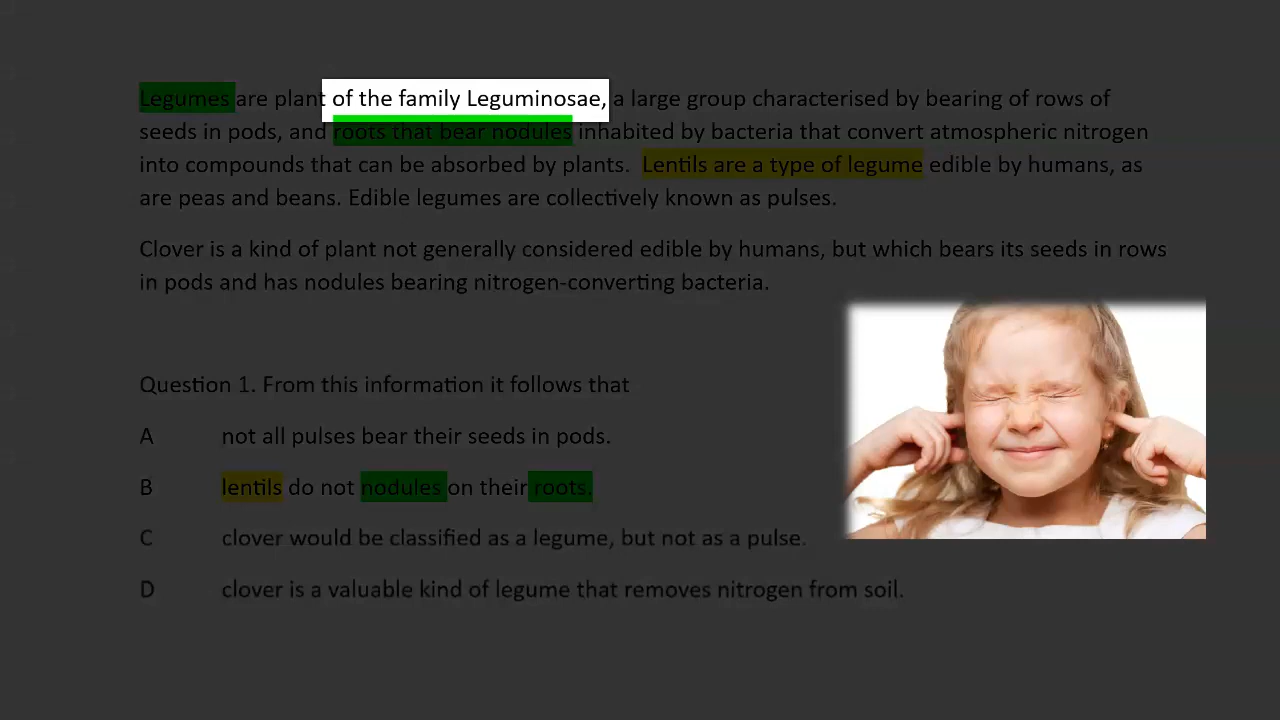 Legumes are plant of the family Leguminosae, a large group characterised by bearing of rows of
seeds in pods, and roots that bear nodules inhabited by bacteria that convert atmospheric nitrogen
into compounds that can be absorbed by plants. Lentils are a type of legume edible by humans, as
are peas and beans. Edible legumes are collectively known as pulses.
Clover is a kind of plant not generally considered edible by humans, but which bears its seeds in rows
in pods and has nodules bearing nitrogen-converting bacteria.
Question 1. From this information it follows that
A not all pulses bear their seeds in pods.
B lentils do not nodules on their roots.
C clover would be classified as a legume, but not as a pulse.
D clover is a valuable kind of legume that removes nitrogen from soil.